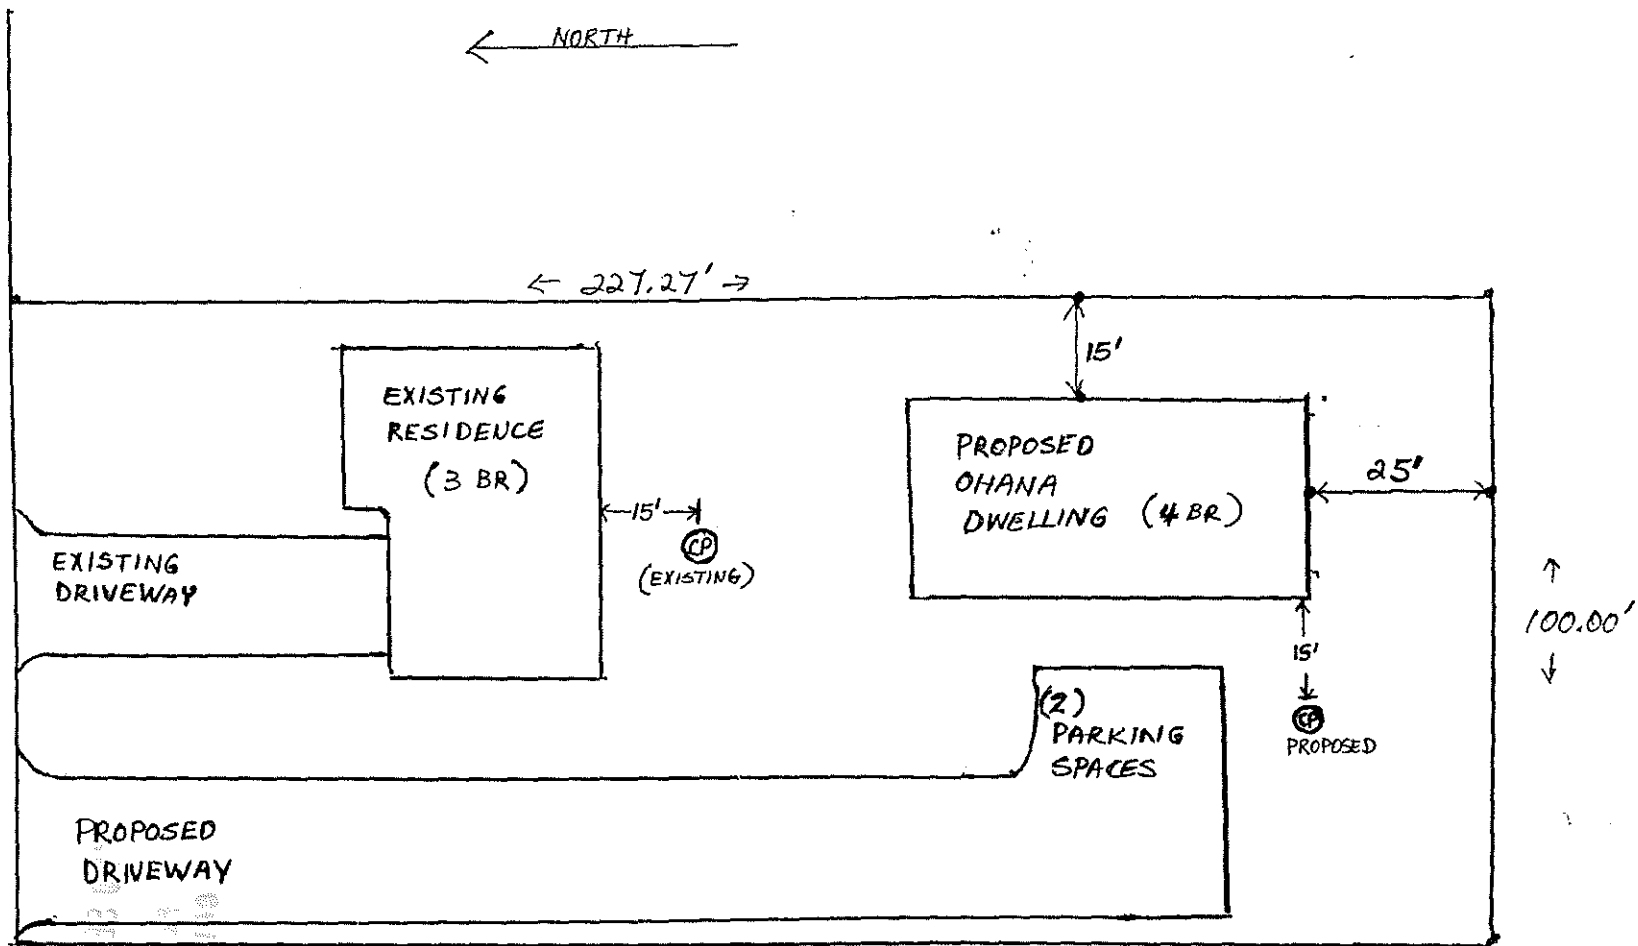 NORTH
← 227.27' →
15'
EXISTING
RESIDENCE
(3 BR)
PROPOSED
OHANA
DWELLING (4 BR)
25'
15'
CP
(EXISTING)
EXISTING
DRIVEWAY
100.00'
15'
CP
PROPOSED
(2)
PARKING
SPACES
PROPOSED
DRIVEWAY